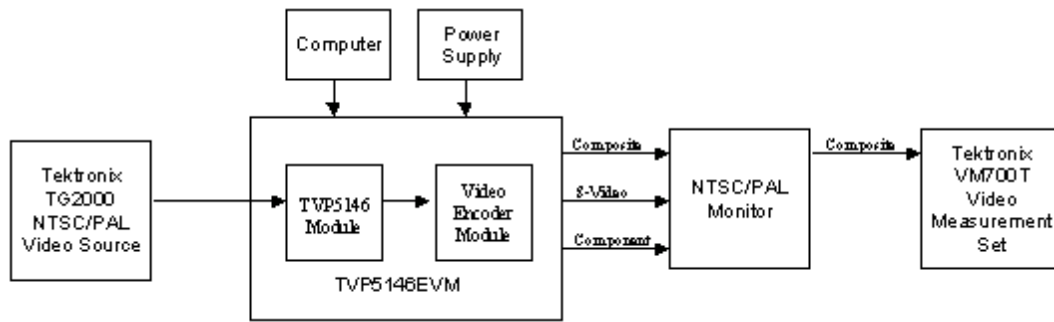 Computer
Power
Supply
Tektronix
TG2000
NTSC/PAL
Video Source
TVP5146
Module
Video
Encoder
Module
TVP5146EVM
Composite
S-Video
Component
NTSC/PAL
Monitor
Composite
Tektronix
VM700T
Video
Measurement
Set